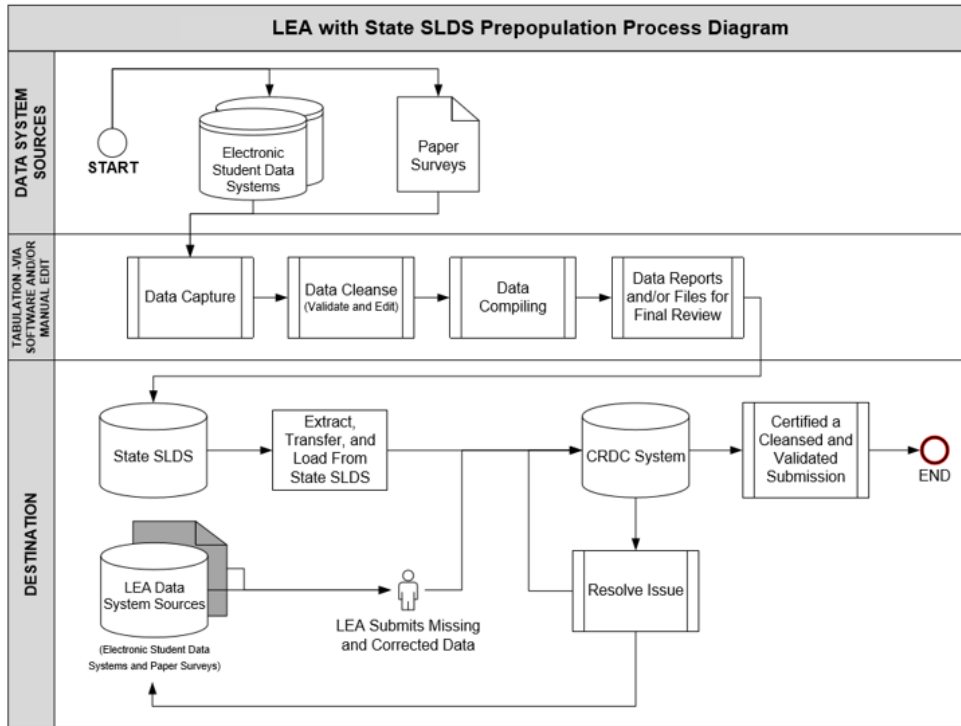 LEA with State SLDS Prepopulation Process Diagram
DATA SYSTEM
SOURCES
START
Electronic
Student Data
Systems
Paper
Surveys
TABULATION -VIA
SOFTWARE AND/OR
MANUAL EDIT
Data Capture
Data Cleanse
(Validate and Edit)
Data
Compiling
Data Reports
and/or Files for
Final Review
DESTINATION
State SLDS
Extract,
Transfer, and
Load From
State SLDS
CRDC System
Certified a
Cleansed and
Validated
Submission
END
LEA Data
System Sources
(Electronic Student Data
Systems and Paper Surveys)
LEA Submits Missing
and Corrected Data
Resolve Issue